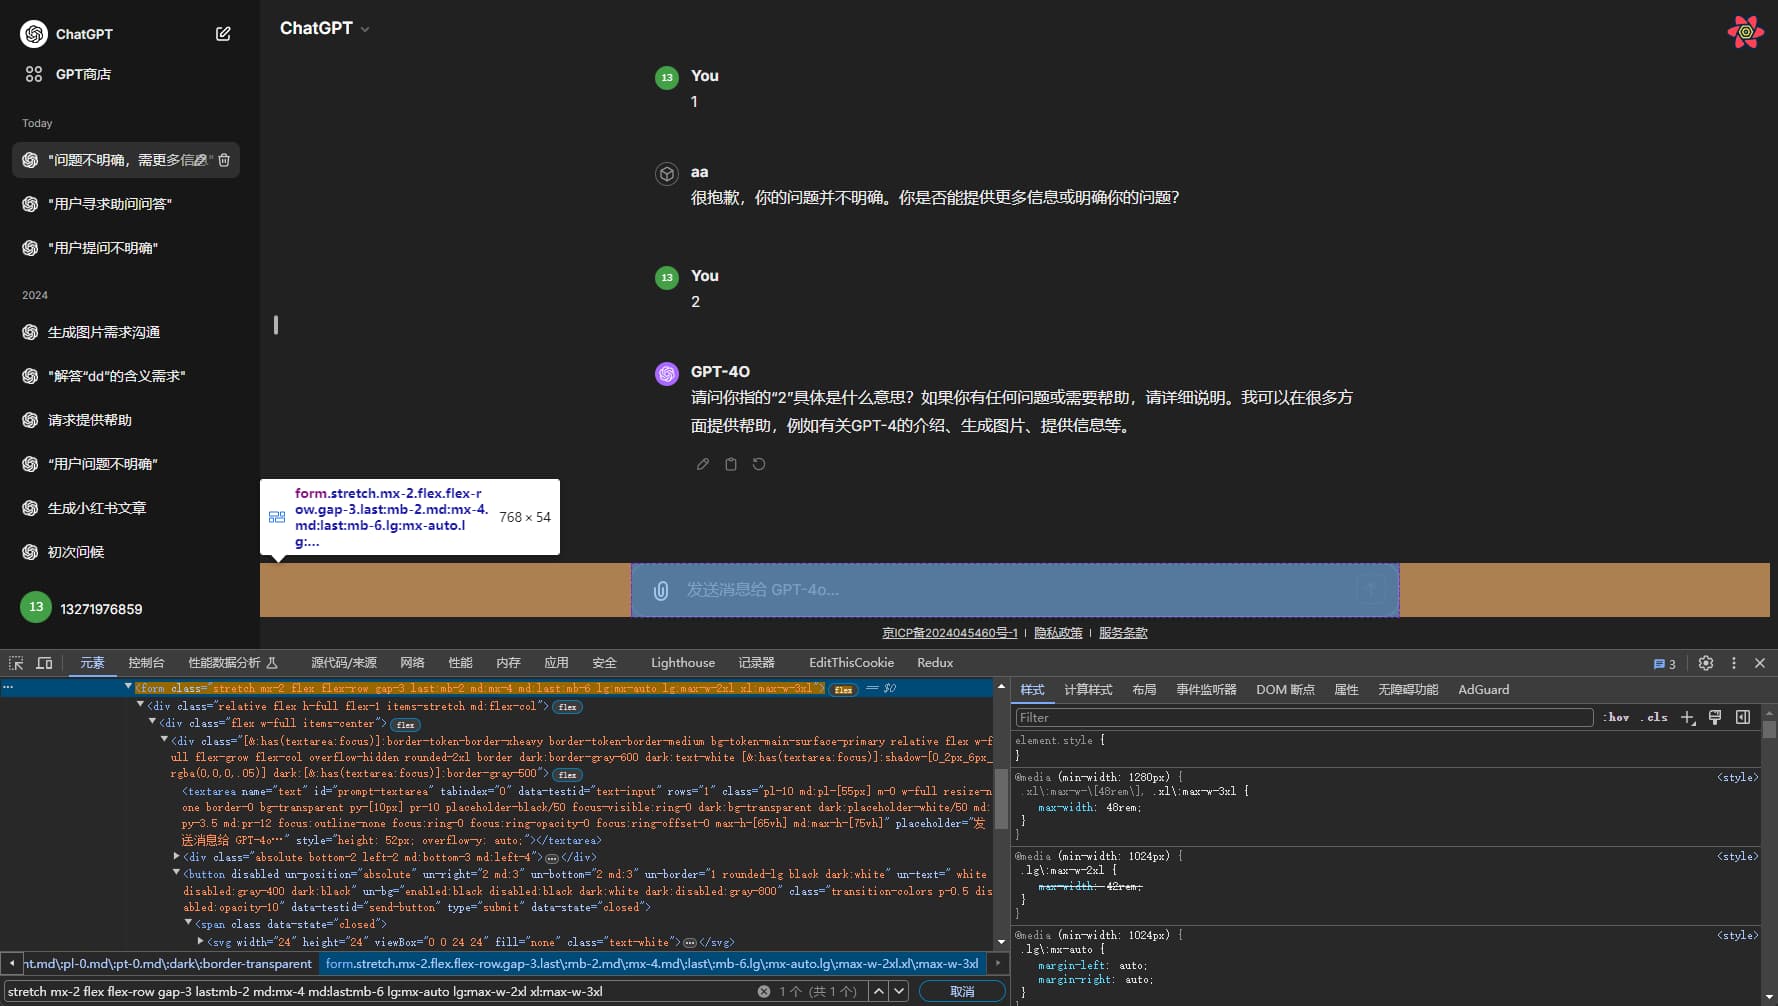 ChatGPT
GPT商店
Today
"问题不明确，需更多信息"
"用户寻求助问问答"
"用户提问不明确"
2024
生成图片需求沟通
"解答“dd”的含义需求"
请求提供帮助
“用户问题不明确”
生成小红书文章
初次问候
13 13271976859
ChatGPT
13 You
1
aa
很抱歉，你的问题并不明确。你是否能提供更多信息或明确你的问题？
13 You
2
GPT-4O
请问你指的“2”具体是什么意思？如果你有任何问题或需要帮助，请详细说明。我可以在很多方
面提供帮助，例如有关GPT-4的介绍、生成图片、提供信息等。
form.stretch.mx-2.flex.flex-r
ow.gap-3.last:mb-2.md:mx-4.
md:last:mb-6.lg:mx-auto.l
g:...
768 × 54
发送消息给 GPT-4o...
京ICP备2024045460号-1 | 隐私政策 | 服务条款
元素 控制台 性能数据分析 源代码/来源 网络 性能 内存 应用 安全 Lighthouse 记录器 EditThisCookie Redux 3
… <form class="stretch mx-2 flex flex-row gap-3 last:mb-2 md:mx-4 md:last:mb-6 lg:mx-auto lg:max-w-2xl xl:max-w-3xl"> flex == $0
<div class="relative flex h-full flex-1 items-stretch md:flex-col"> flex
<div class="flex w-full items-center"> flex
<div class="[&:has(textarea:focus)]:border-token-border-xheavy border-token-border-medium bg-token-main-surface-primary relative flex w-f
ull flex-grow flex-col overflow-hidden rounded-2xl border dark:border-gray-600 dark:text-white [&:has(textarea:focus)]:shadow-[0_2px_6px_
rgba(0,0,0,.05)] dark:[&:has(textarea:focus)]:border-gray-500"> flex
<textarea name="text" id="prompt-textarea" tabindex="0" data-testid="text-input" rows="1" class="pl-10 md:pl-[55px] m-0 w-full resize-n
one border-0 bg-transparent py-[10px] pr-10 placeholder-black/50 focus-visible:ring-0 dark:bg-transparent dark:placeholder-white/50 md:
py-3.5 md:pr-12 focus:outline-none focus:ring-0 focus:ring-opacity-0 focus:ring-offset-0 max-h-[65vh] md:max-h-[75vh]" placeholder="发
送消息给 GPT-4o…" style="height: 52px; overflow-y: auto;"></textarea>
<div class="absolute bottom-2 left-2 md:bottom-3 md:left-4">…</div>
<button disabled un-position="absolute" un-right="2 md:3" un-bottom="2 md:3" un-border="1 rounded-lg black dark:white" un-text=" white
disabled:gray-400 dark:black" un-bg="enabled:black disabled:black dark:white dark:disabled:gray-800" class="transition-colors p-0.5 dis
abled:opacity-10" data-testid="send-button" type="submit" data-state="closed">
<span class data-state="closed">
<svg width="24" height="24" viewBox="0 0 24 24" fill="none" class="text-white">…</svg>
nt.md\:pl-0.md\:pt-0.md\:dark\:border-transparent form.stretch.mx-2.flex.flex-row.gap-3.last\:mb-2.md\:mx-4.md\:last\:mb-6.lg\:mx-auto.lg\:max-w-2xl.xl\:max-w-3xl
stretch mx-2 flex flex-row gap-3 last:mb-2 md:mx-4 md:last:mb-6 lg:mx-auto lg:max-w-2xl xl:max-w-3xl 1 个 (共 1 个) 取消
样式 计算样式 布局 事件监听器 DOM 断点 属性 无障碍功能 AdGuard
Filter :hov .cls
element.style {
}
@media (min-width: 1280px) { <style>
.xl\:max-w-\[48rem\], .xl\:max-w-3xl {
max-width: 48rem;
}
}
@media (min-width: 1024px) { <style>
.lg\:max-w-2xl {
max-width: 42rem;
}
}
@media (min-width: 1024px) { <style>
.lg\:mx-auto {
margin-left: auto;
margin-right: auto;
}